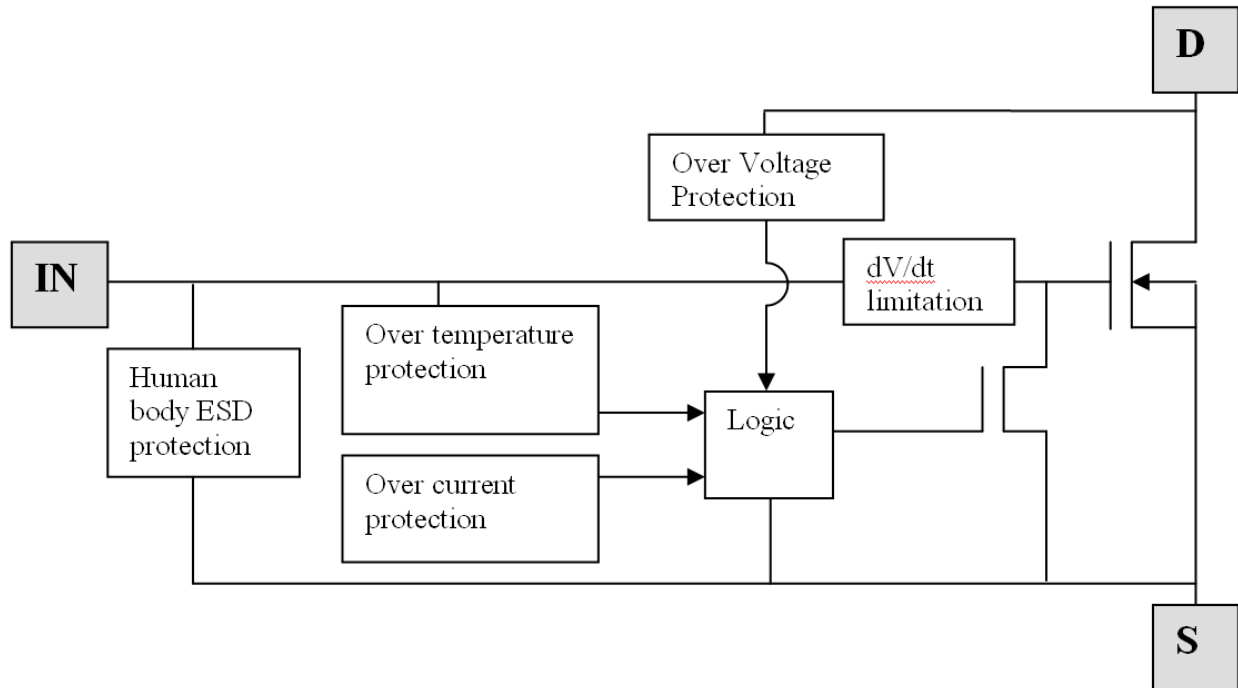 D
Over Voltage
Protection
IN
dV/dt
limitation
Over temperature
protection
Human
body ESD
protection
Logic
Over current
protection
S